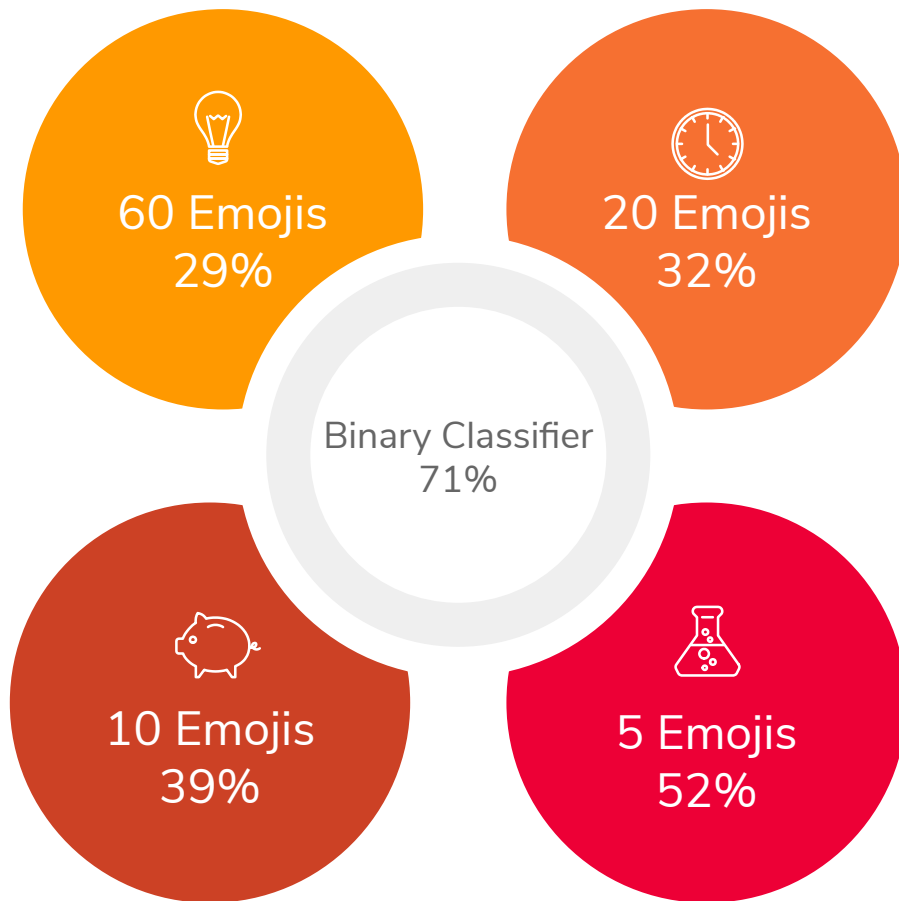 60 Emojis
29%
20 Emojis
32%
Binary Classifier
71%
10 Emojis
39%
5 Emojis
52%